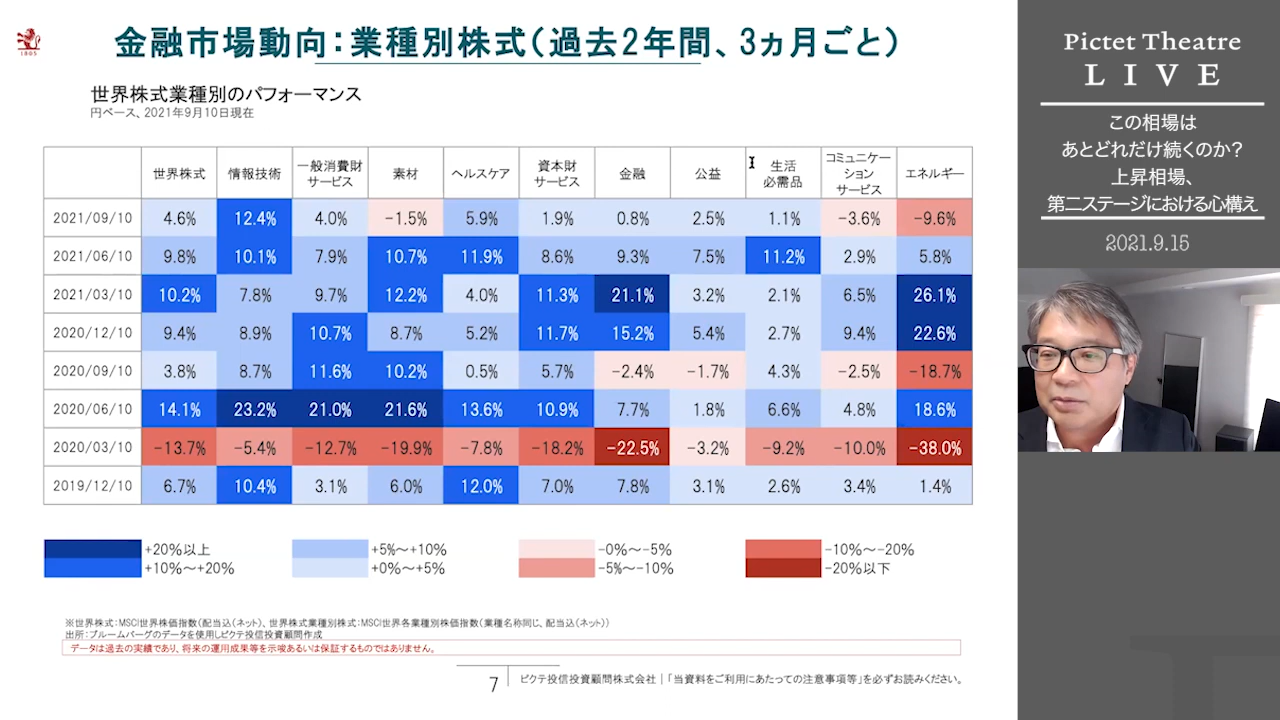 1805
金融市場動向：業種別株式（過去2年間、3ヵ月ごと）
世界株式業種別のパフォーマンス
円ベース、2021年9月10日現在
世界株式 情報技術 一般消費財サービス 素材 ヘルスケア 資本財サービス 金融 公益 生活必需品 コミュニケーションサービス エネルギー
2021/09/10 4.6% 12.4% 4.0% -1.5% 5.9% 1.9% 0.8% 2.5% 1.1% -3.6% -9.6%
2021/06/10 9.8% 10.1% 7.9% 10.7% 11.9% 8.6% 9.3% 7.5% 11.2% 2.9% 5.8%
2021/03/10 10.2% 7.8% 9.7% 12.2% 4.0% 11.3% 21.1% 3.2% 2.1% 6.5% 26.1%
2020/12/10 9.4% 8.9% 10.7% 8.7% 5.2% 11.7% 15.2% 5.4% 2.7% 9.4% 22.6%
2020/09/10 3.8% 8.7% 11.6% 10.2% 0.5% 5.7% -2.4% -1.7% 4.3% -2.5% -18.7%
2020/06/10 14.1% 23.2% 21.0% 21.6% 13.6% 10.9% 7.7% 1.8% 6.6% 4.8% 18.6%
2020/03/10 -13.7% -5.4% -12.7% -19.9% -7.8% -18.2% -22.5% -3.2% -9.2% -10.0% -38.0%
2019/12/10 6.7% 10.4% 3.1% 6.0% 12.0% 7.0% 7.8% 3.1% 2.6% 3.4% 1.4%
+20%以上 +5%～+10% -0%～-5% -10%～-20%
+10%～+20% +0%～+5% -5%～-10% -20%以下
※世界株式：MSCI世界株価指数（配当込（ネット）、世界株式業種別株式：MSCI世界各業種別株価指数（業種名称同じ、配当込（ネット））
出所：ブルームバーグのデータを使用しピクテ投信投資顧問作成
データは過去の実績であり、将来の運用成果等を示唆あるいは保証するものではありません。
7 ピクテ投信投資顧問株式会社｜「当資料をご利用にあたっての注意事項等」を必ずお読みください。
Pictet Theatre
LIVE
この相場は
あとどれだけ続くのか？
上昇相場、
第二ステージにおける心構え
2021.9.15